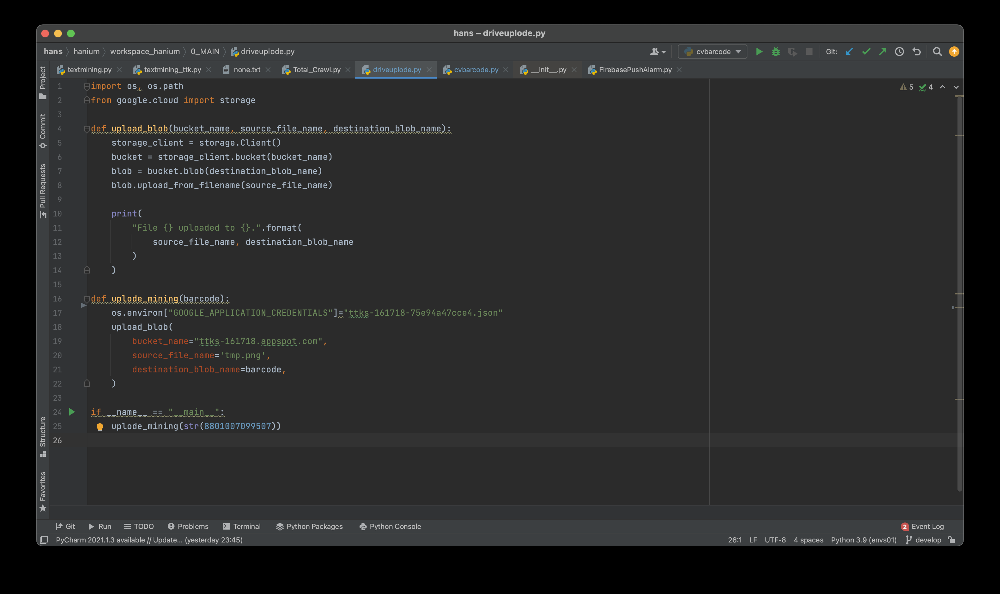 hans – driveuplode.py
hans hanium workspace_hanium 0_MAIN driveuplode.py cvbarcode Git:
textmining.py textmining_ttk.py none.txt Total_Crawl.py driveuplode.py cvbarcode.py __init__.py FirebasePushAlarm.py
Project
Commit
Pull Requests
Structure
Favorites
5 4
1 import os, os.path
2 from google.cloud import storage
3
4 def upload_blob(bucket_name, source_file_name, destination_blob_name):
5     storage_client = storage.Client()
6     bucket = storage_client.bucket(bucket_name)
7     blob = bucket.blob(destination_blob_name)
8     blob.upload_from_filename(source_file_name)
9
10     print(
11         "File {} uploaded to {}.".format(
12             source_file_name, destination_blob_name
13         )
14     )
15
16 def uplode_mining(barcode):
17     os.environ["GOOGLE_APPLICATION_CREDENTIALS"]="ttks-161718-75e94a47cce4.json"
18     upload_blob(
19         bucket_name="ttks-161718.appspot.com",
20         source_file_name='tmp.png',
21         destination_blob_name=barcode,
22     )
23
24 if __name__ == "__main__":
25     uplode_mining(str(8801007099507))
26
Git Run TODO Problems Terminal Python Packages Python Console 2 Event Log
PyCharm 2021.1.3 available // Update... (yesterday 23:45) 26:1 LF UTF-8 4 spaces Python 3.9 (envs01) develop